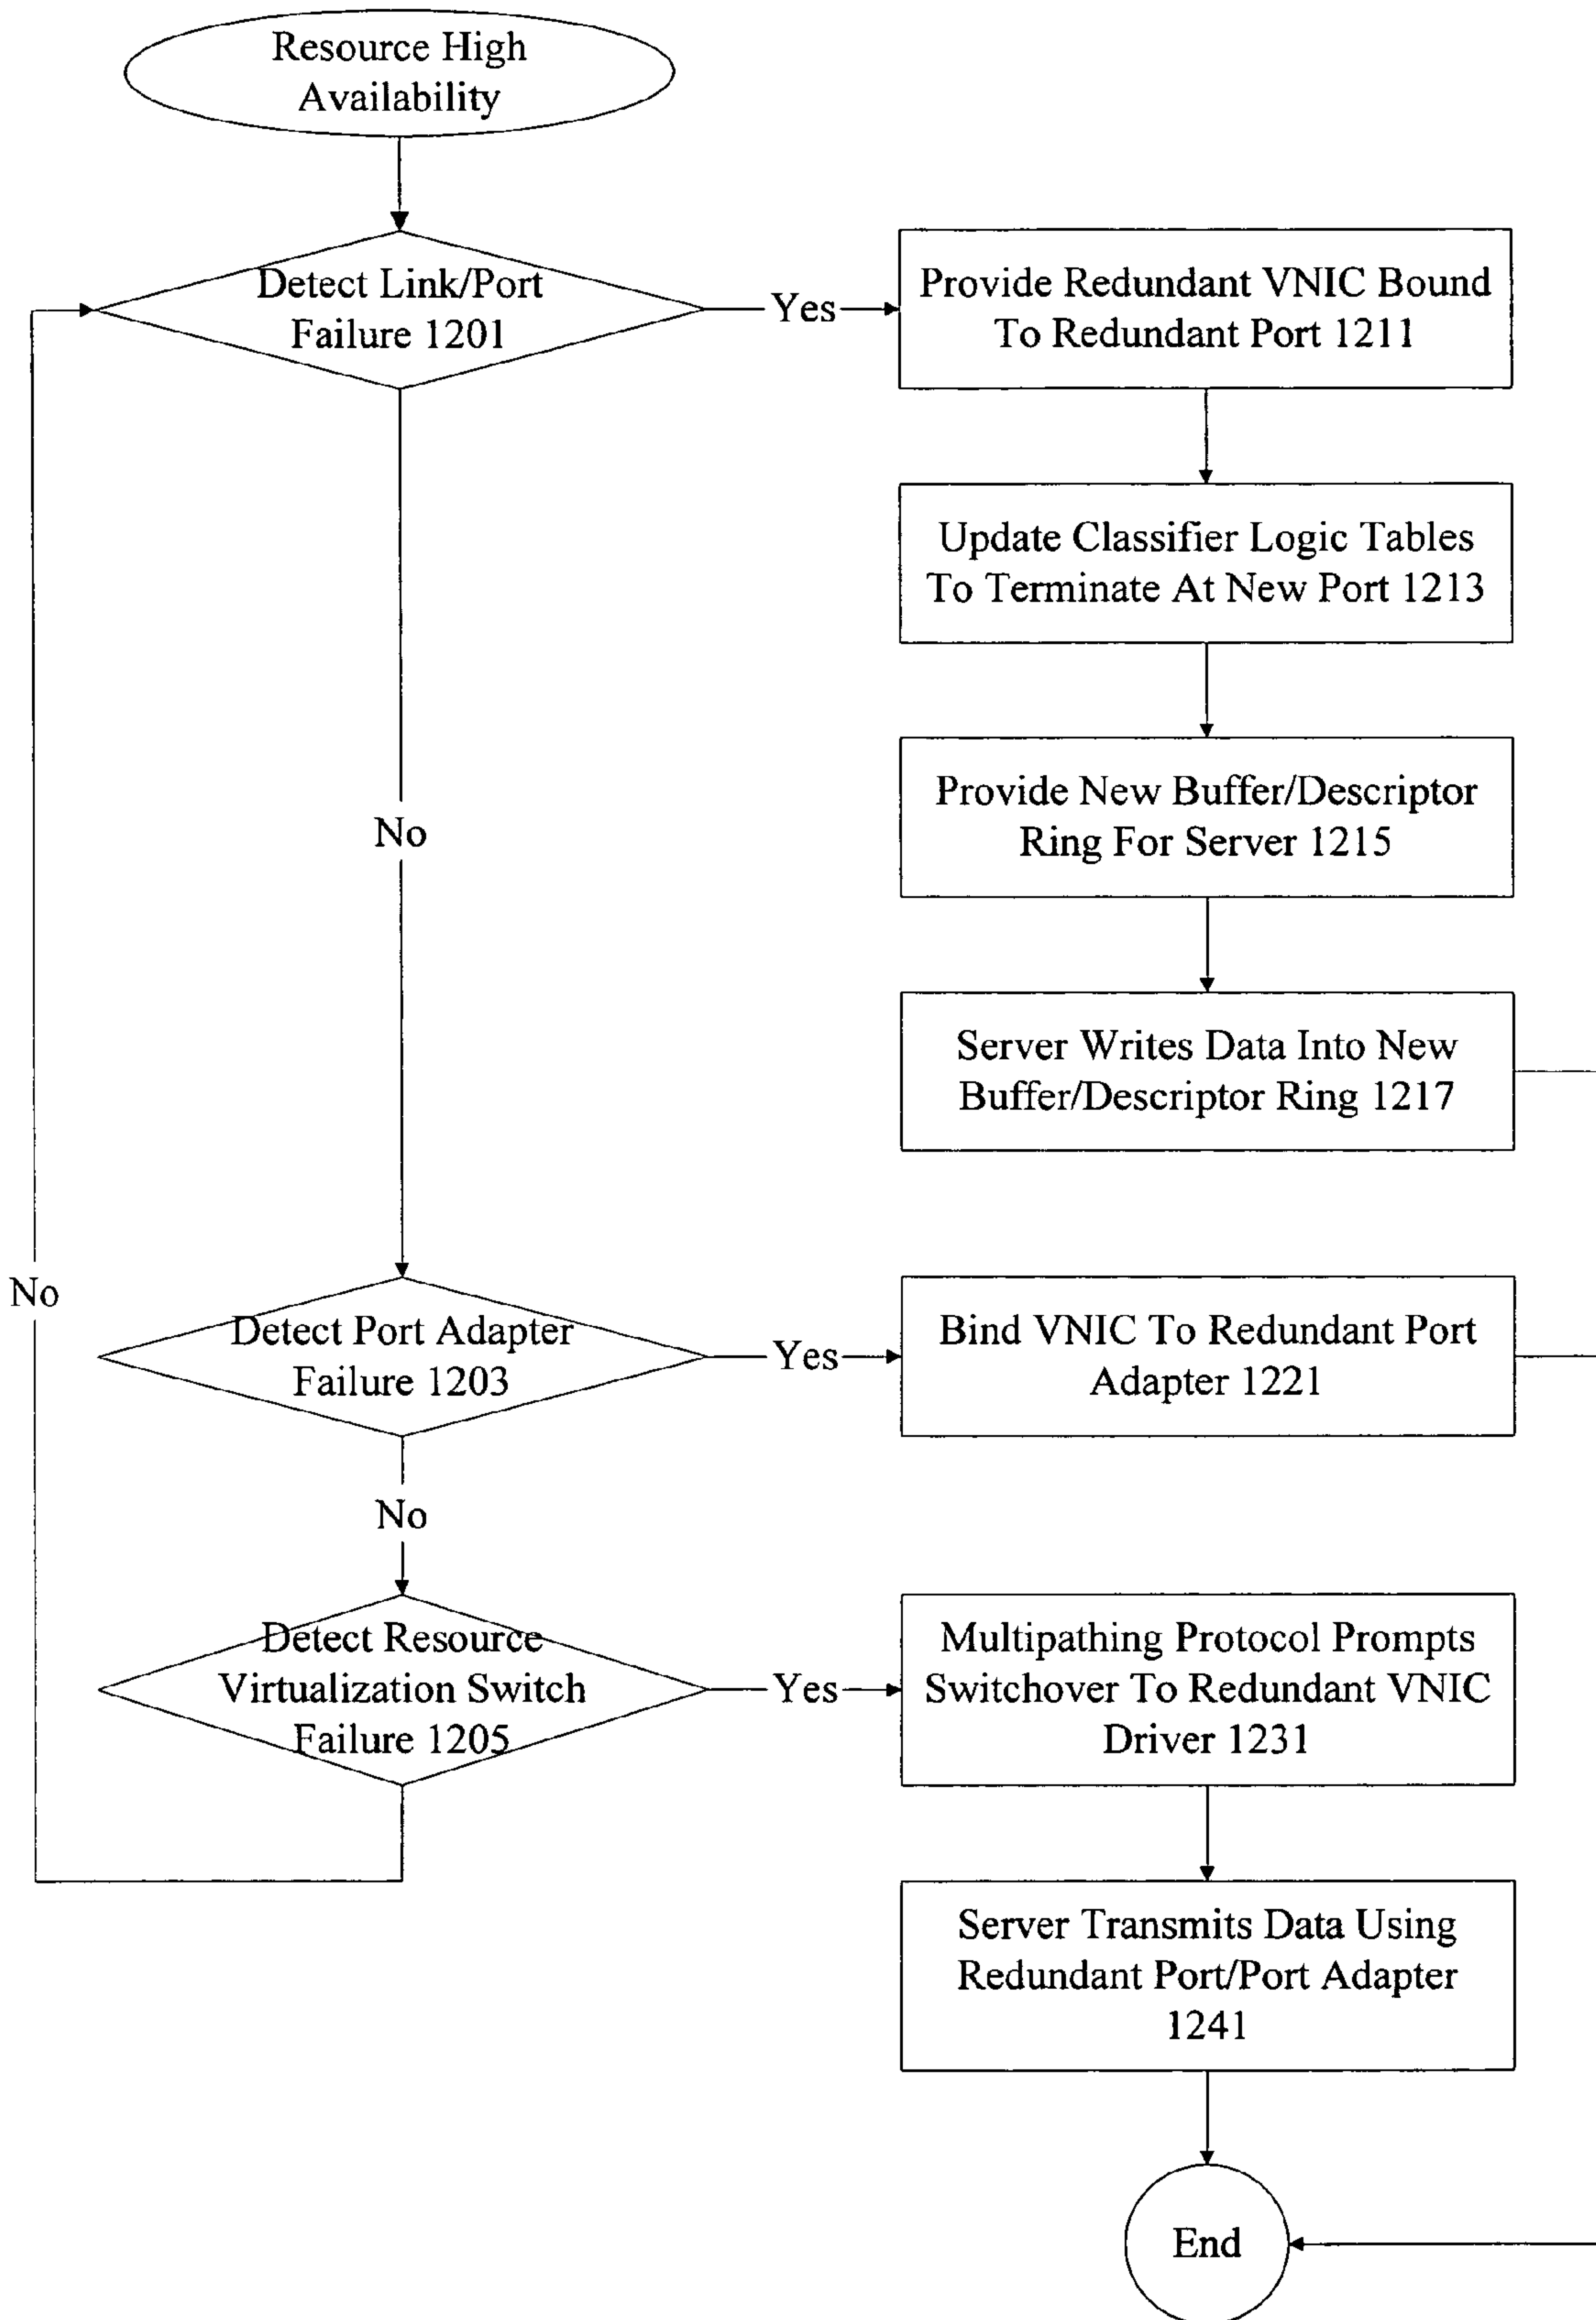 Resource High
Availability
Detect Link/Port
Failure 1201
Yes
Provide Redundant VNIC Bound
To Redundant Port 1211
Update Classifier Logic Tables
To Terminate At New Port 1213
No
Provide New Buffer/Descriptor
Ring For Server 1215
Server Writes Data Into New
Buffer/Descriptor Ring 1217
No
Detect Port Adapter
Failure 1203
Yes
Bind VNIC To Redundant Port
Adapter 1221
No
Detect Resource
Virtualization Switch
Failure 1205
Yes
Multipathing Protocol Prompts
Switchover To Redundant VNIC
Driver 1231
Server Transmits Data Using
Redundant Port/Port Adapter
1241
End